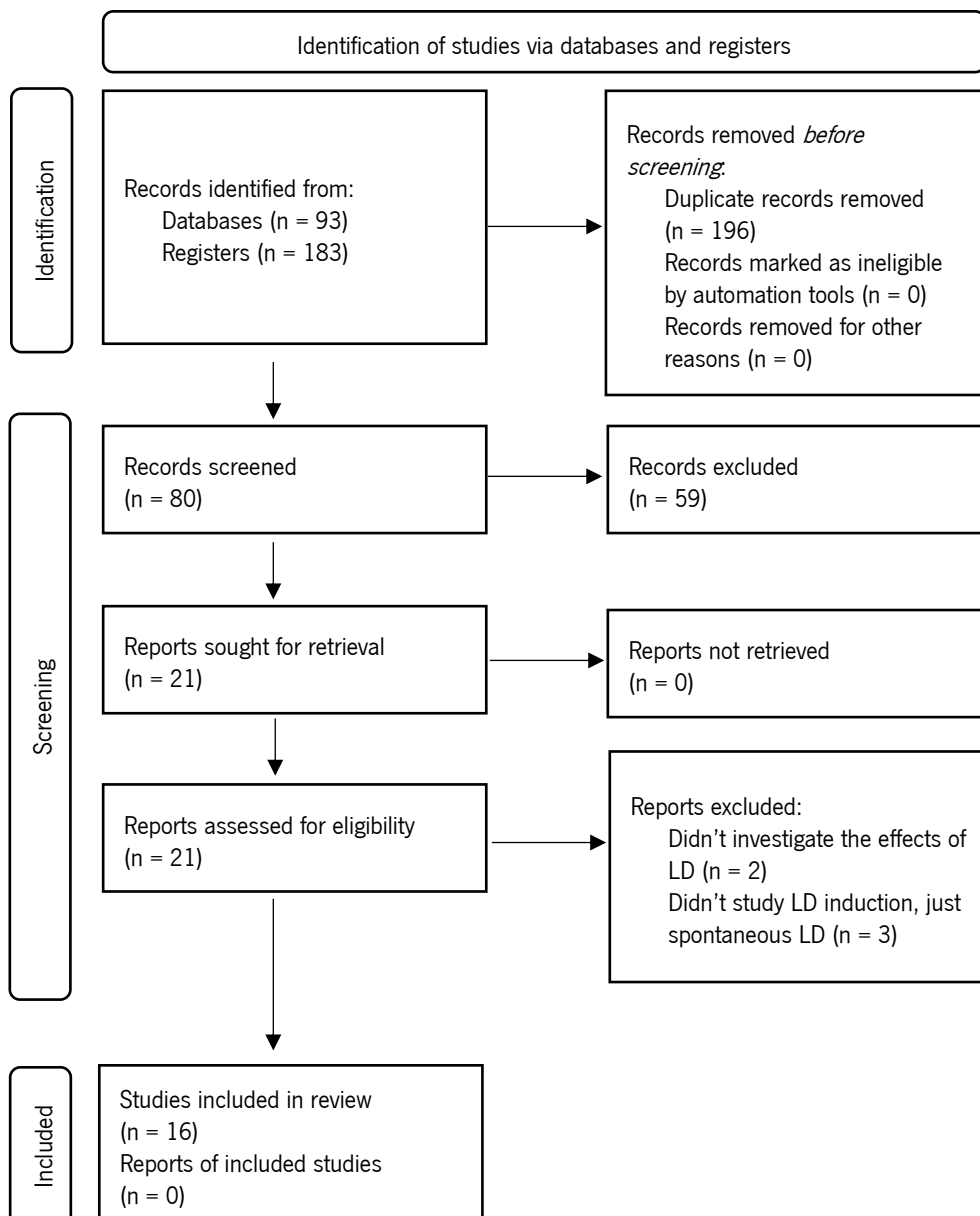 Identification of studies via databases and registers
Identification
Records identified from:
Databases (n = 93)
Registers (n = 183)
Records removed before
screening:
Duplicate records removed
(n = 196)
Records marked as ineligible
by automation tools (n = 0)
Records removed for other
reasons (n = 0)
Screening
Records screened
(n = 80)
Records excluded
(n = 59)
Reports sought for retrieval
(n = 21)
Reports not retrieved
(n = 0)
Reports assessed for eligibility
(n = 21)
Reports excluded:
Didn’t investigate the effects of
LD (n = 2)
Didn’t study LD induction, just
spontaneous LD (n = 3)
Included
Studies included in review
(n = 16)
Reports of included studies
(n = 0)